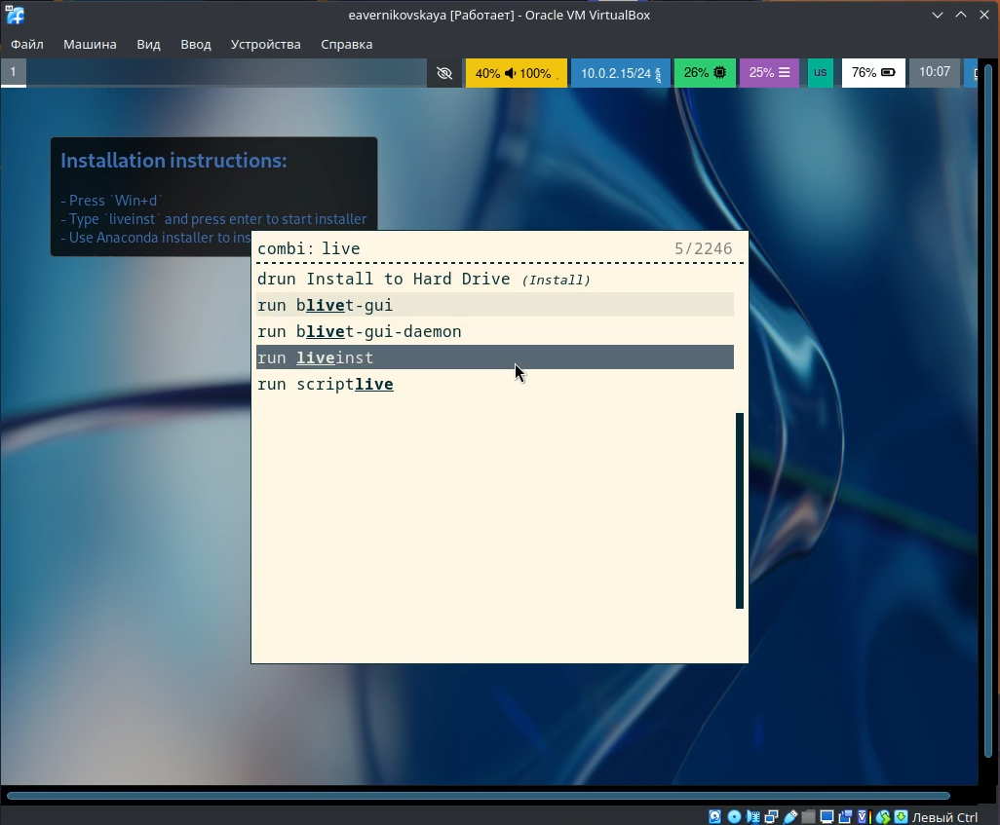 eavernikovskaya [Работает] - Oracle VM VirtualBox
Файл Машина Вид Ввод Устройства Справка
1 40% 100% 10.0.2.15/24 26% 25% us 76% 10:07
Installation instructions:
- Press `Win+d`
- Type `liveinst` and press enter to start installer
- Use Anaconda installer to ins
combi: live 5/2246
drun Install to Hard Drive (Install)
run blivet-gui
run blivet-gui-daemon
run liveinst
run scriptlive
Левый Ctrl